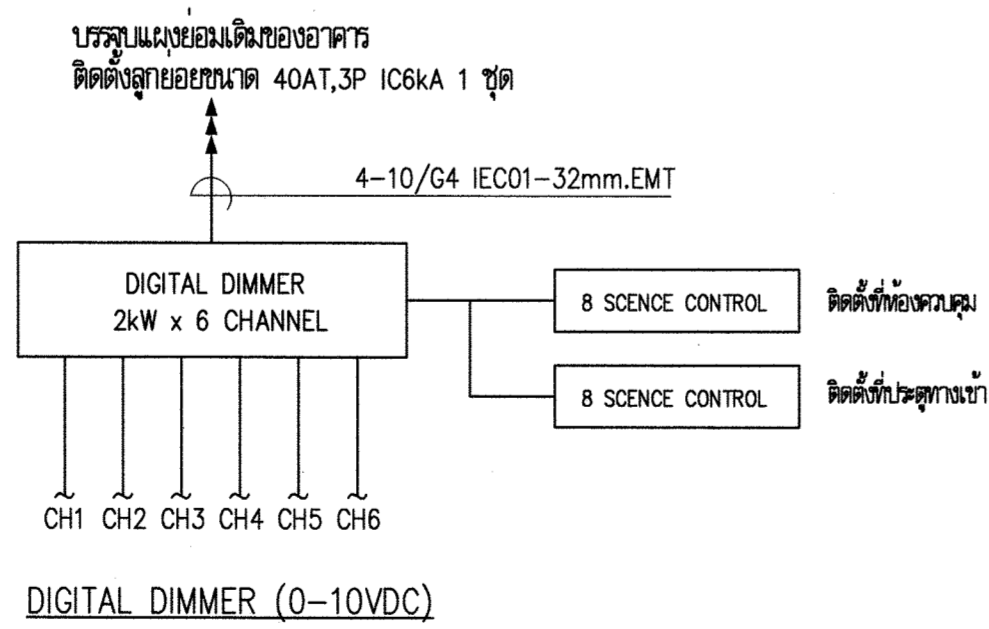 บรรจบแผงย่อยเดิมของอาคาร
ติดตั้งลูกย่อยขนาด 40AT,3P IC6kA 1 ชุด
4-10/G4 IEC01-32mm.EMT
DIGITAL DIMMER
2kW x 6 CHANNEL
8 SCENCE CONTROL
ติดตั้งที่ห้องควบคุม
8 SCENCE CONTROL
ติดตั้งที่ประตูทางเข้า
CH1 CH2 CH3 CH4 CH5 CH6
DIGITAL DIMMER (0-10VDC)